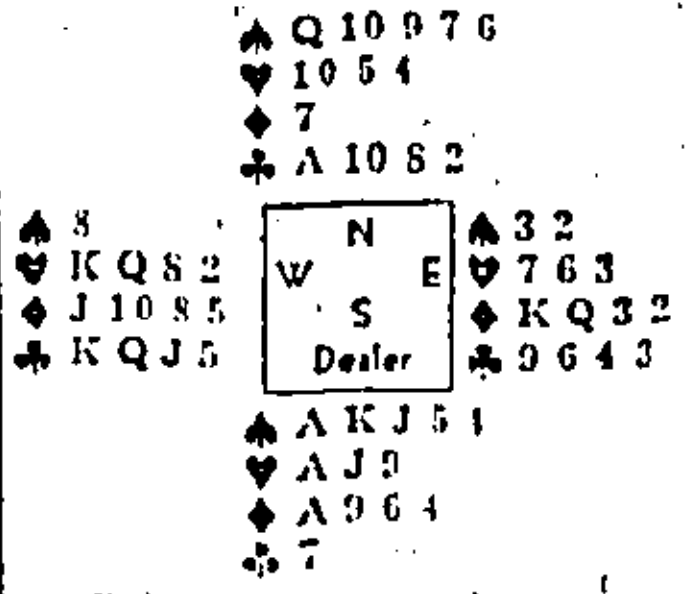 ♠ Q 10 9 7 6
♥ 10 5 4
♦ 7
♣ A 10 8 2
♠ 8
♥ K Q 8 2
♦ J 10 8 5
♣ K Q J 5
N
W E
S
Dealer
♠ 3 2
♥ 7 6 3
♦ K Q 3 2
♣ 9 6 4 3
♠ A K J 5 4
♥ A J 9
♦ A 9 6 4
♣ 7